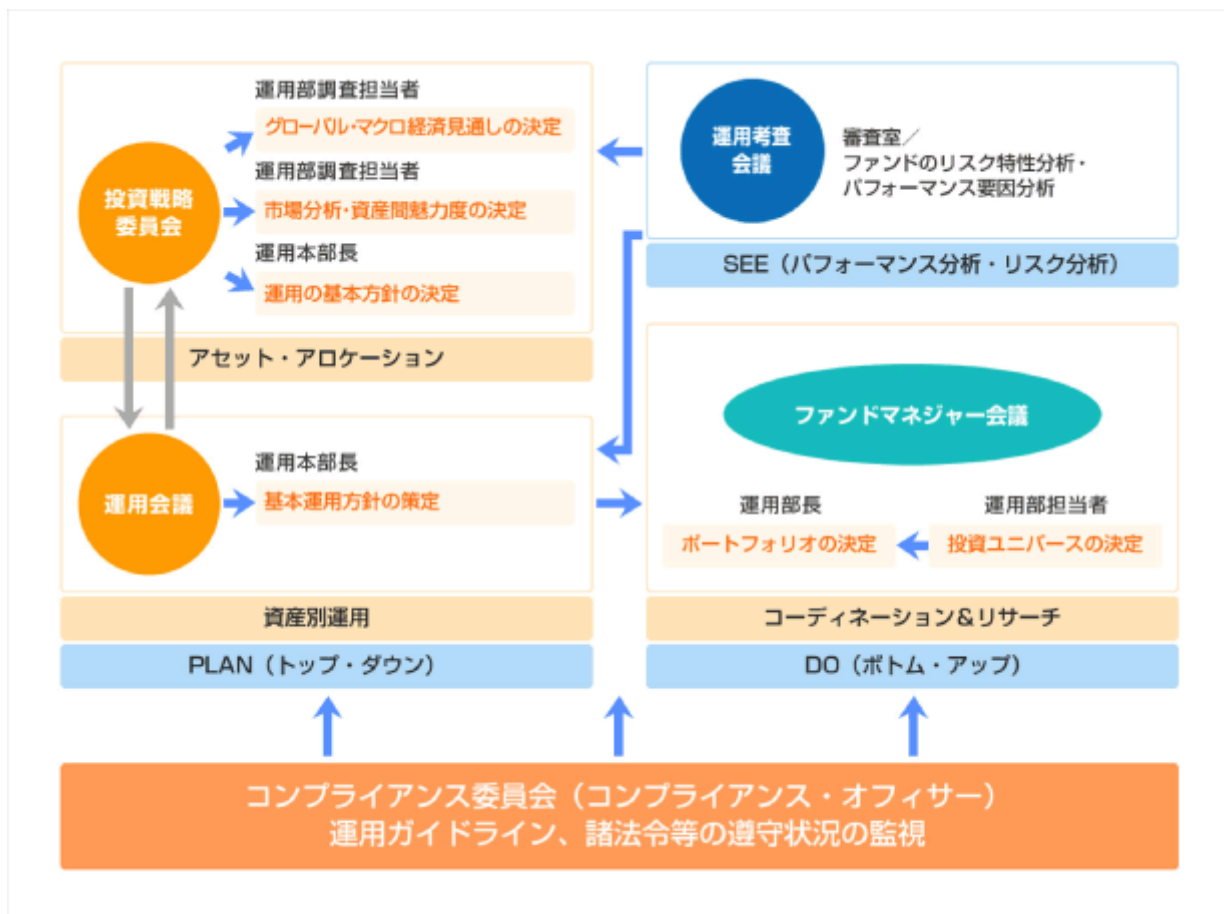 運用部調査担当者
グローバル・マクロ経済見通しの決定
投資戦略
委員会
運用部調査担当者
市場分析・資産間魅力度の決定
運用本部長
運用の基本方針の決定
アセット・アロケーション
運用考査
会議
審査室／
ファンドのリスク特性分析・
パフォーマンス要因分析
SEE（パフォーマンス分析・リスク分析）
運用会議
運用本部長
基本運用方針の策定
資産別運用
PLAN（トップ・ダウン）
ファンドマネジャー会議
運用部長
運用部担当者
ポートフォリオの決定
投資ユニバースの決定
コーディネーション＆リサーチ
DO（ボトム・アップ）
コンプライアンス委員会（コンプライアンス・オフィサー）
運用ガイドライン、諸法令等の遵守状況の監視